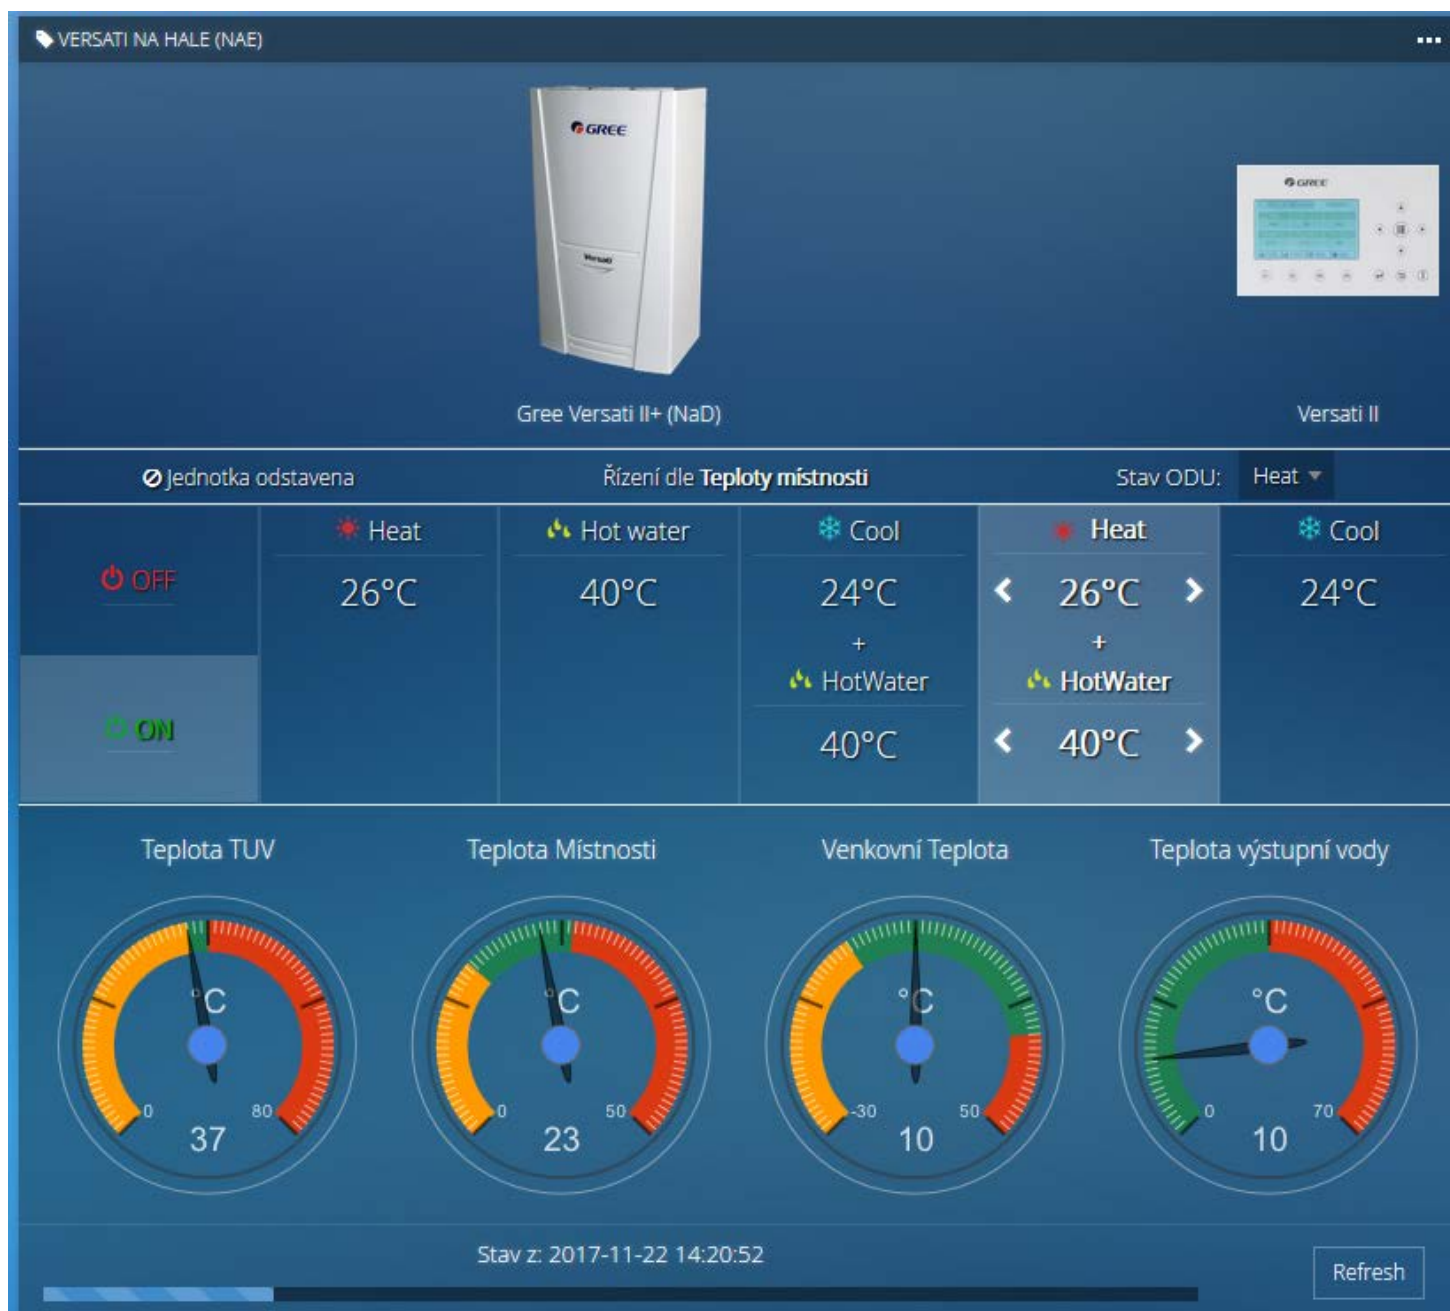 VERSATI NA HALE (NAE)
GREE
Versati
GREE
Gree Versati II+ (NaD)
Versati II
Jednotka odstavena
Řízení dle Teploty místnosti
Stav ODU: Heat
OFF
ON
Heat
26°C
Hot water
40°C
Cool
24°C
+
HotWater
40°C
Heat
26°C
+
HotWater
40°C
Cool
24°C
Teplota TUV
°C
0 80
37
Teplota Místnosti
°C
0 50
23
Venkovní Teplota
°C
-30 50
10
Teplota výstupní vody
°C
0 70
10
Stav z: 2017-11-22 14:20:52
Refresh